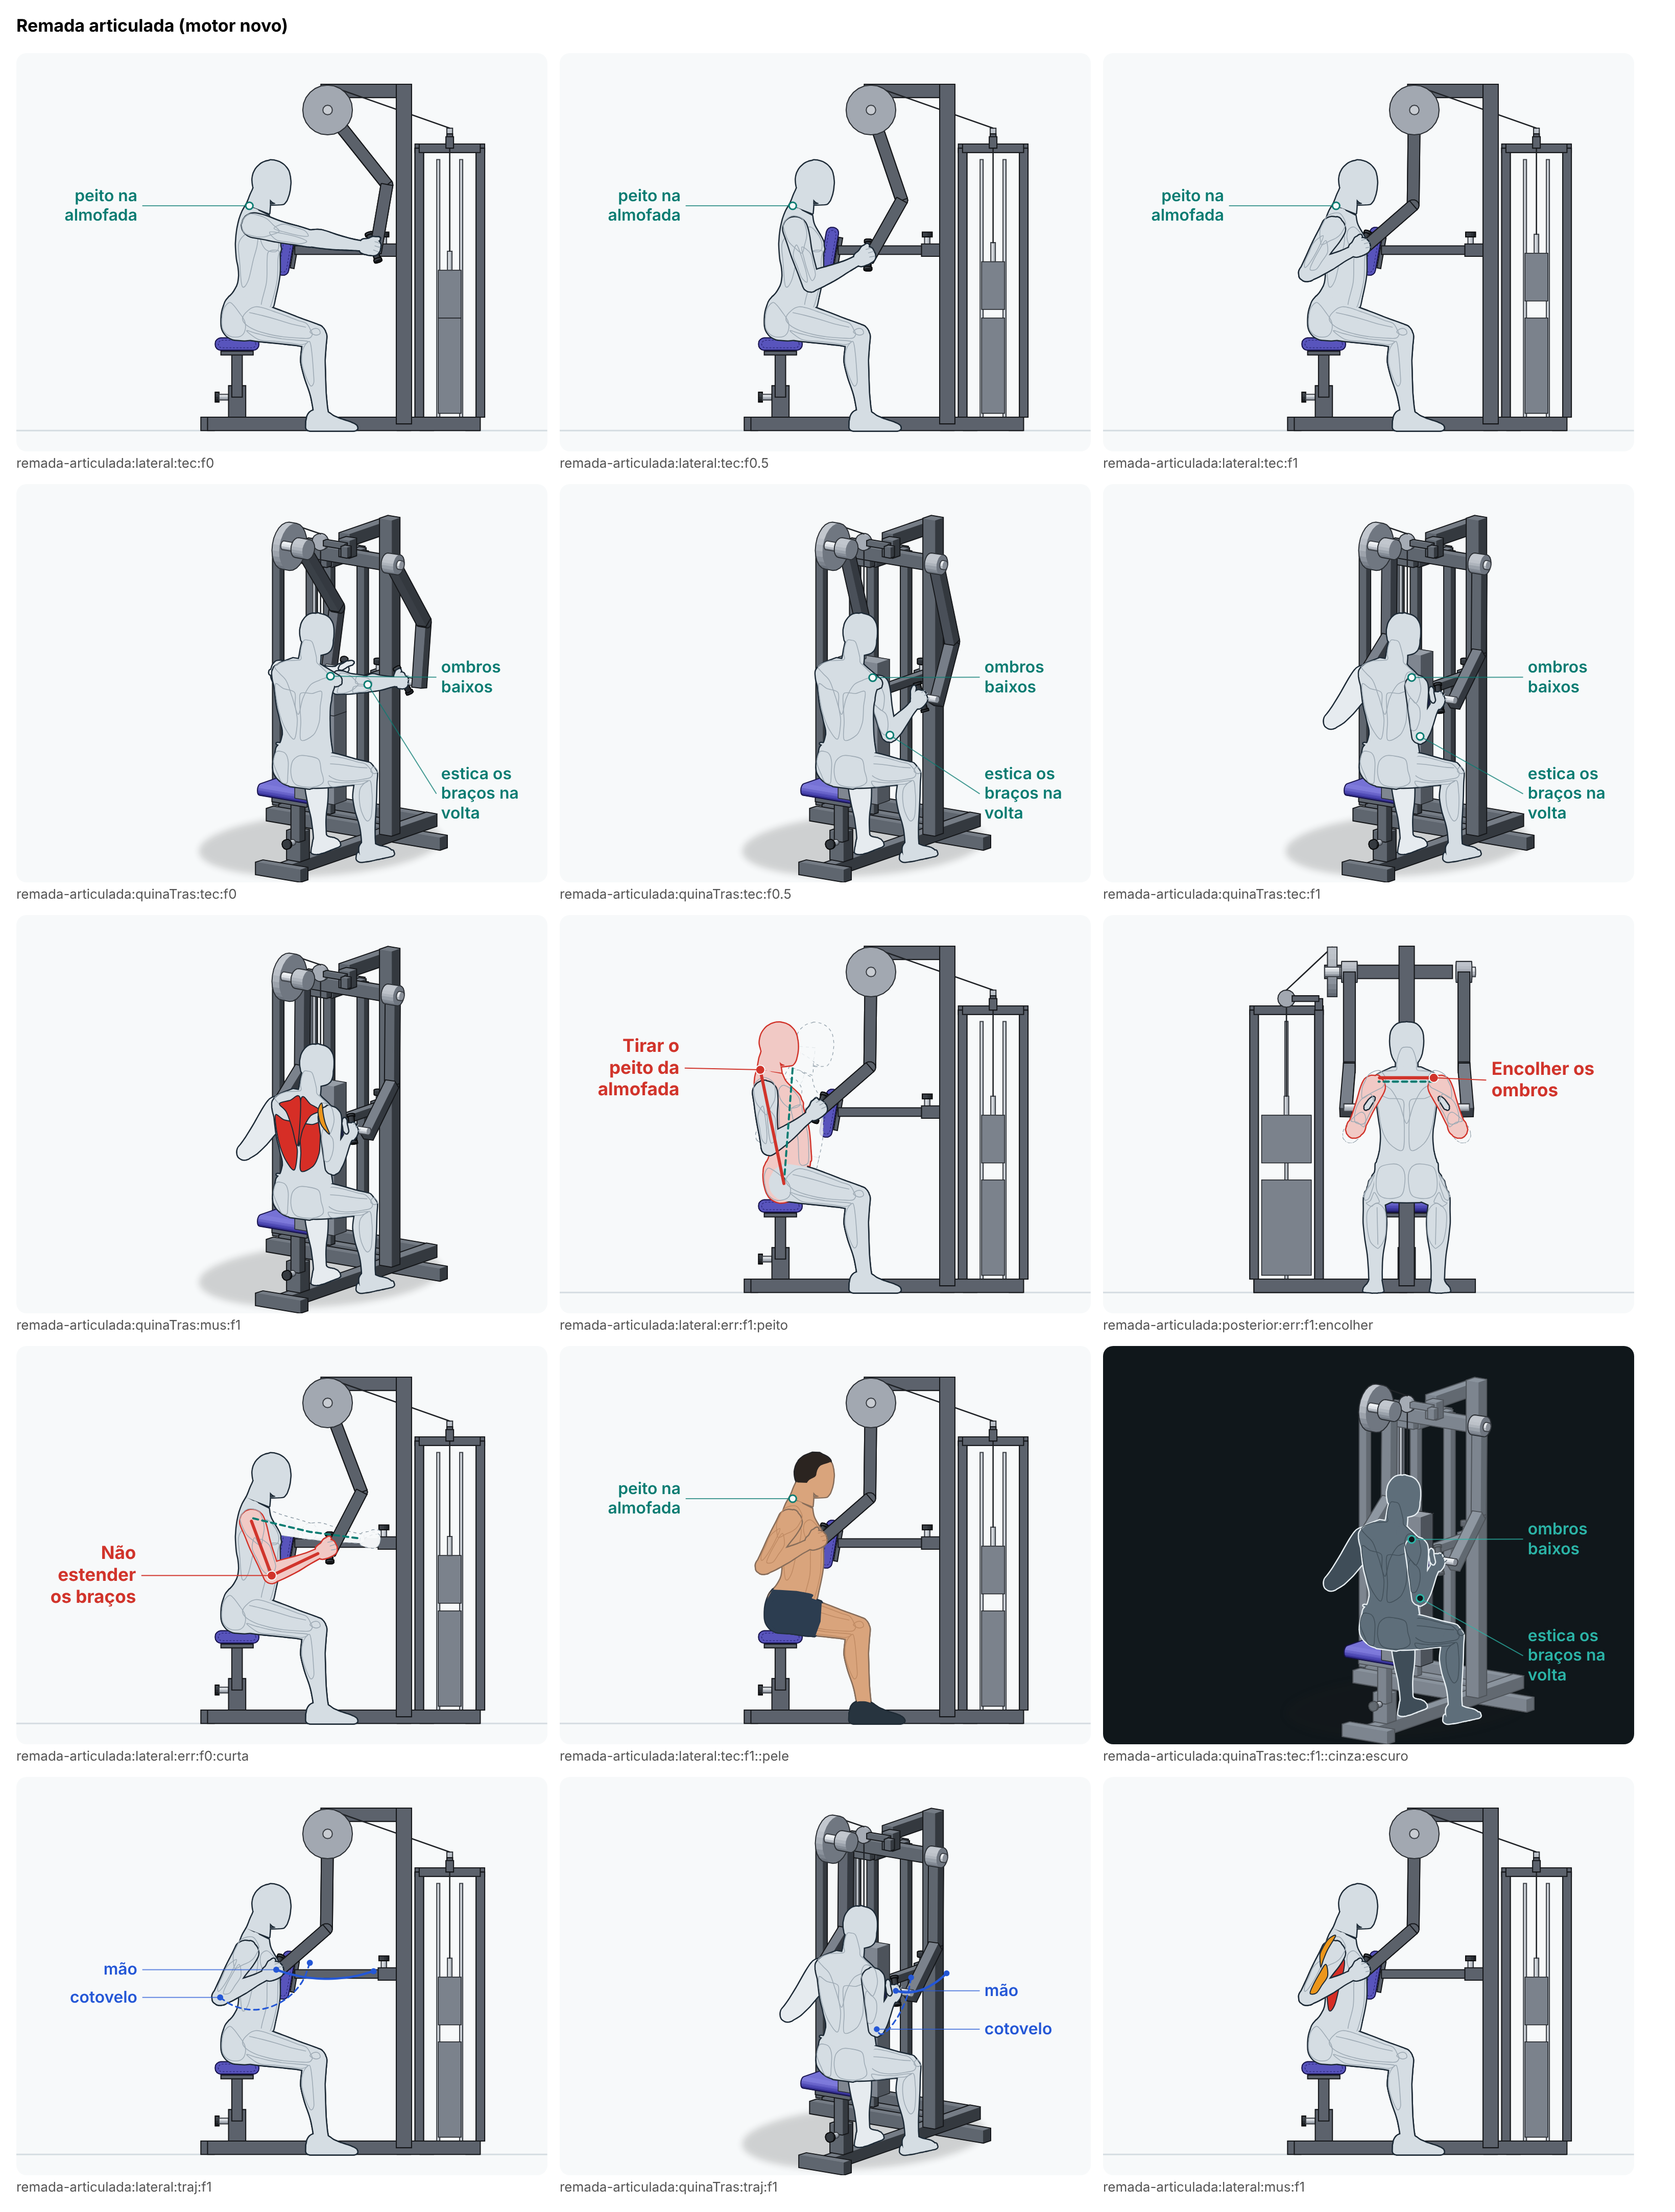 Remada articulada (motor novo)
peito na
almofada
peito na
almofada
peito na
almofada
remada-articulada:lateral:tec:f0
remada-articulada:lateral:tec:f0.5
remada-articulada:lateral:tec:f1
ombros
baixos
estica os
braços na
volta
ombros
baixos
estica os
braços na
volta
ombros
baixos
estica os
braços na
volta
remada-articulada:quinaTras:tec:f0
remada-articulada:quinaTras:tec:f0.5
remada-articulada:quinaTras:tec:f1
Tirar o
peito da
almofada
Encolher os
ombros
remada-articulada:quinaTras:mus:f1
remada-articulada:lateral:err:f1:peito
remada-articulada:posterior:err:f1:encolher
Não
estender
os braços
peito na
almofada
ombros
baixos
estica os
braços na
volta
remada-articulada:lateral:err:f0:curta
remada-articulada:lateral:tec:f1::pele
remada-articulada:quinaTras:tec:f1::cinza:escuro
mão
cotovelo
mão
cotovelo
remada-articulada:lateral:traj:f1
remada-articulada:quinaTras:traj:f1
remada-articulada:lateral:mus:f1